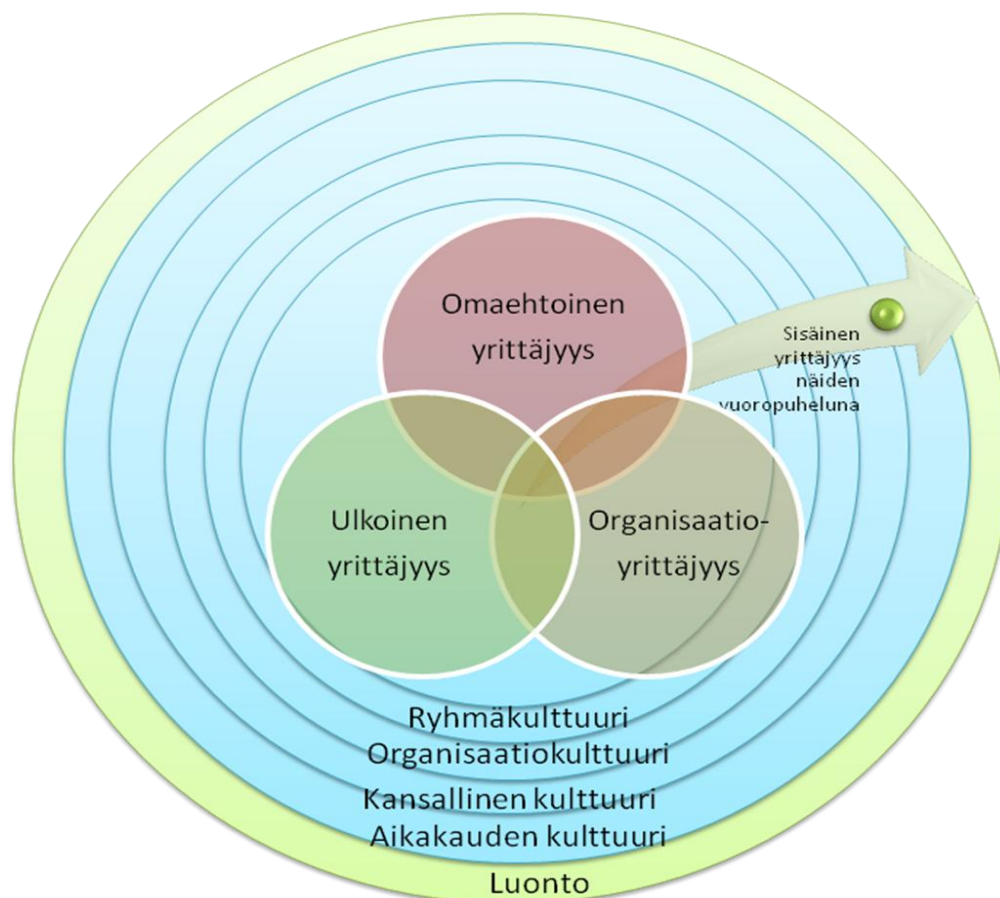 Omaehtoinen
yrittäjyys
Sisäinen
yrittäjyys
näiden
vuoropuheluna
Ulkoinen
yrittäjyys
Organisaatio-
yrittäjyys
Ryhmäkulttuuri
Organisaatiokulttuuri
Kansallinen kulttuuri
Aikakauden kulttuuri
Luonto